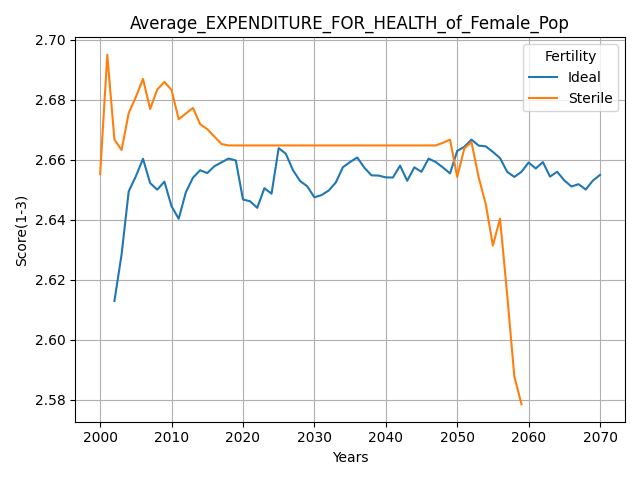 Average_EXPENDITURE_FOR_HEALTH_of_Female_Pop
Fertility
Ideal
Sterile
Score(1-3)
2.70
2.68
2.66
2.64
2.62
2.60
2.58
2000 2010 2020 2030 2040 2050 2060 2070
Years